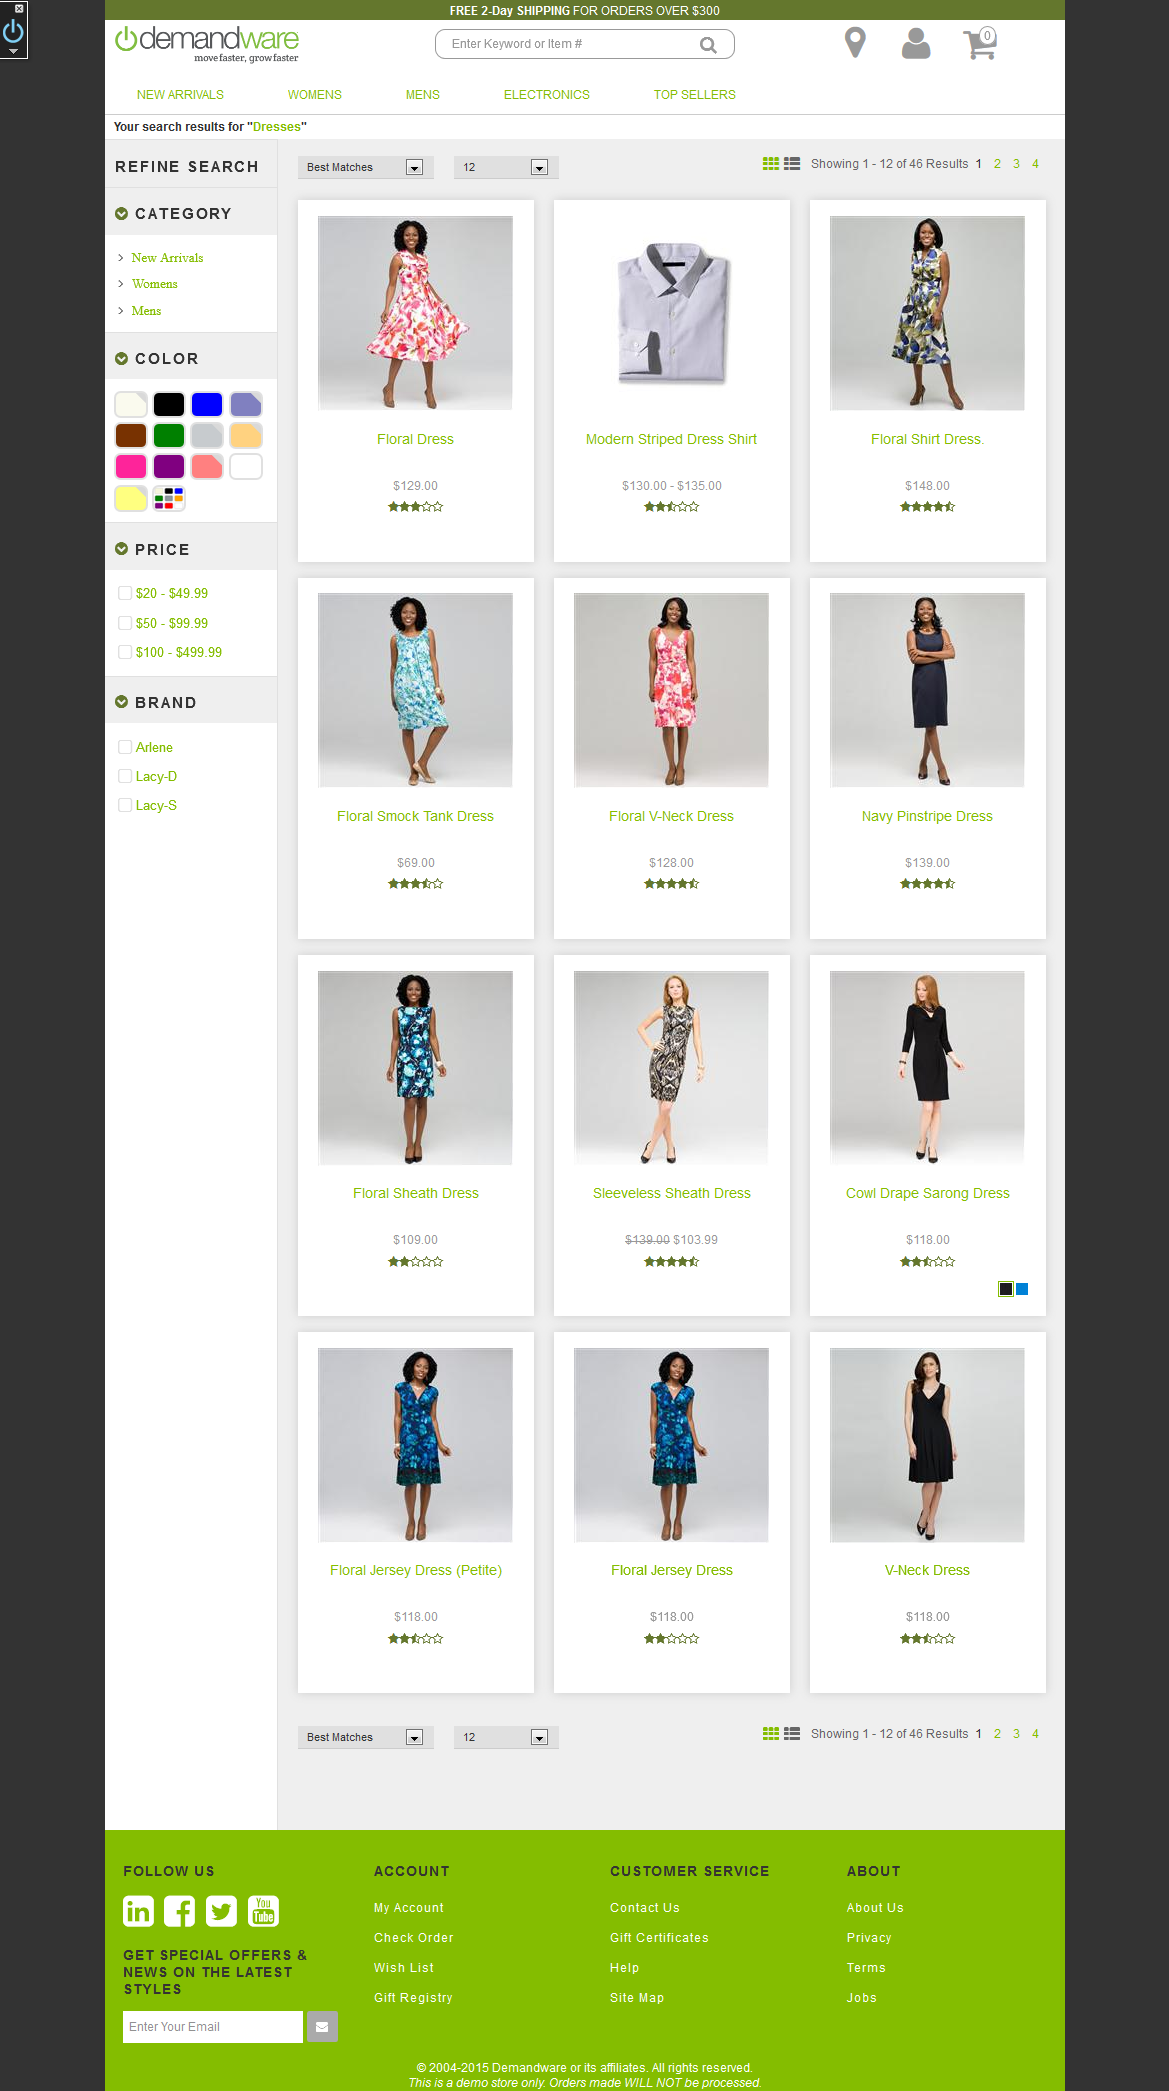 FREE 2-Day SHIPPING FOR ORDERS OVER $300
demandware
move faster, grow faster
Enter Keyword or Item #
0
NEW ARRIVALS WOMENS MENS ELECTRONICS TOP SELLERS
Your search results for "Dresses"
REFINE SEARCH
CATEGORY
New Arrivals
Womens
Mens
COLOR
PRICE
$20 - $49.99
$50 - $99.99
$100 - $499.99
BRAND
Arlene
Lacy-D
Lacy-S
Best Matches 12 Showing 1 - 12 of 46 Results 1 2 3 4
Floral Dress
$129.00
Modern Striped Dress Shirt
$130.00 - $135.00
Floral Shirt Dress.
$148.00
Floral Smock Tank Dress
$69.00
Floral V-Neck Dress
$128.00
Navy Pinstripe Dress
$139.00
Floral Sheath Dress
$109.00
Sleeveless Sheath Dress
$139.00 $103.99
Cowl Drape Sarong Dress
$118.00
Floral Jersey Dress (Petite)
$118.00
Floral Jersey Dress
$118.00
V-Neck Dress
$118.00
Best Matches 12 Showing 1 - 12 of 46 Results 1 2 3 4
FOLLOW US
in f You Tube
GET SPECIAL OFFERS &
NEWS ON THE LATEST
STYLES
Enter Your Email
ACCOUNT
My Account
Check Order
Wish List
Gift Registry
CUSTOMER SERVICE
Contact Us
Gift Certificates
Help
Site Map
ABOUT
About Us
Privacy
Terms
Jobs
© 2004-2015 Demandware or its affiliates. All rights reserved.
This is a demo store only. Orders made WILL NOT be processed.